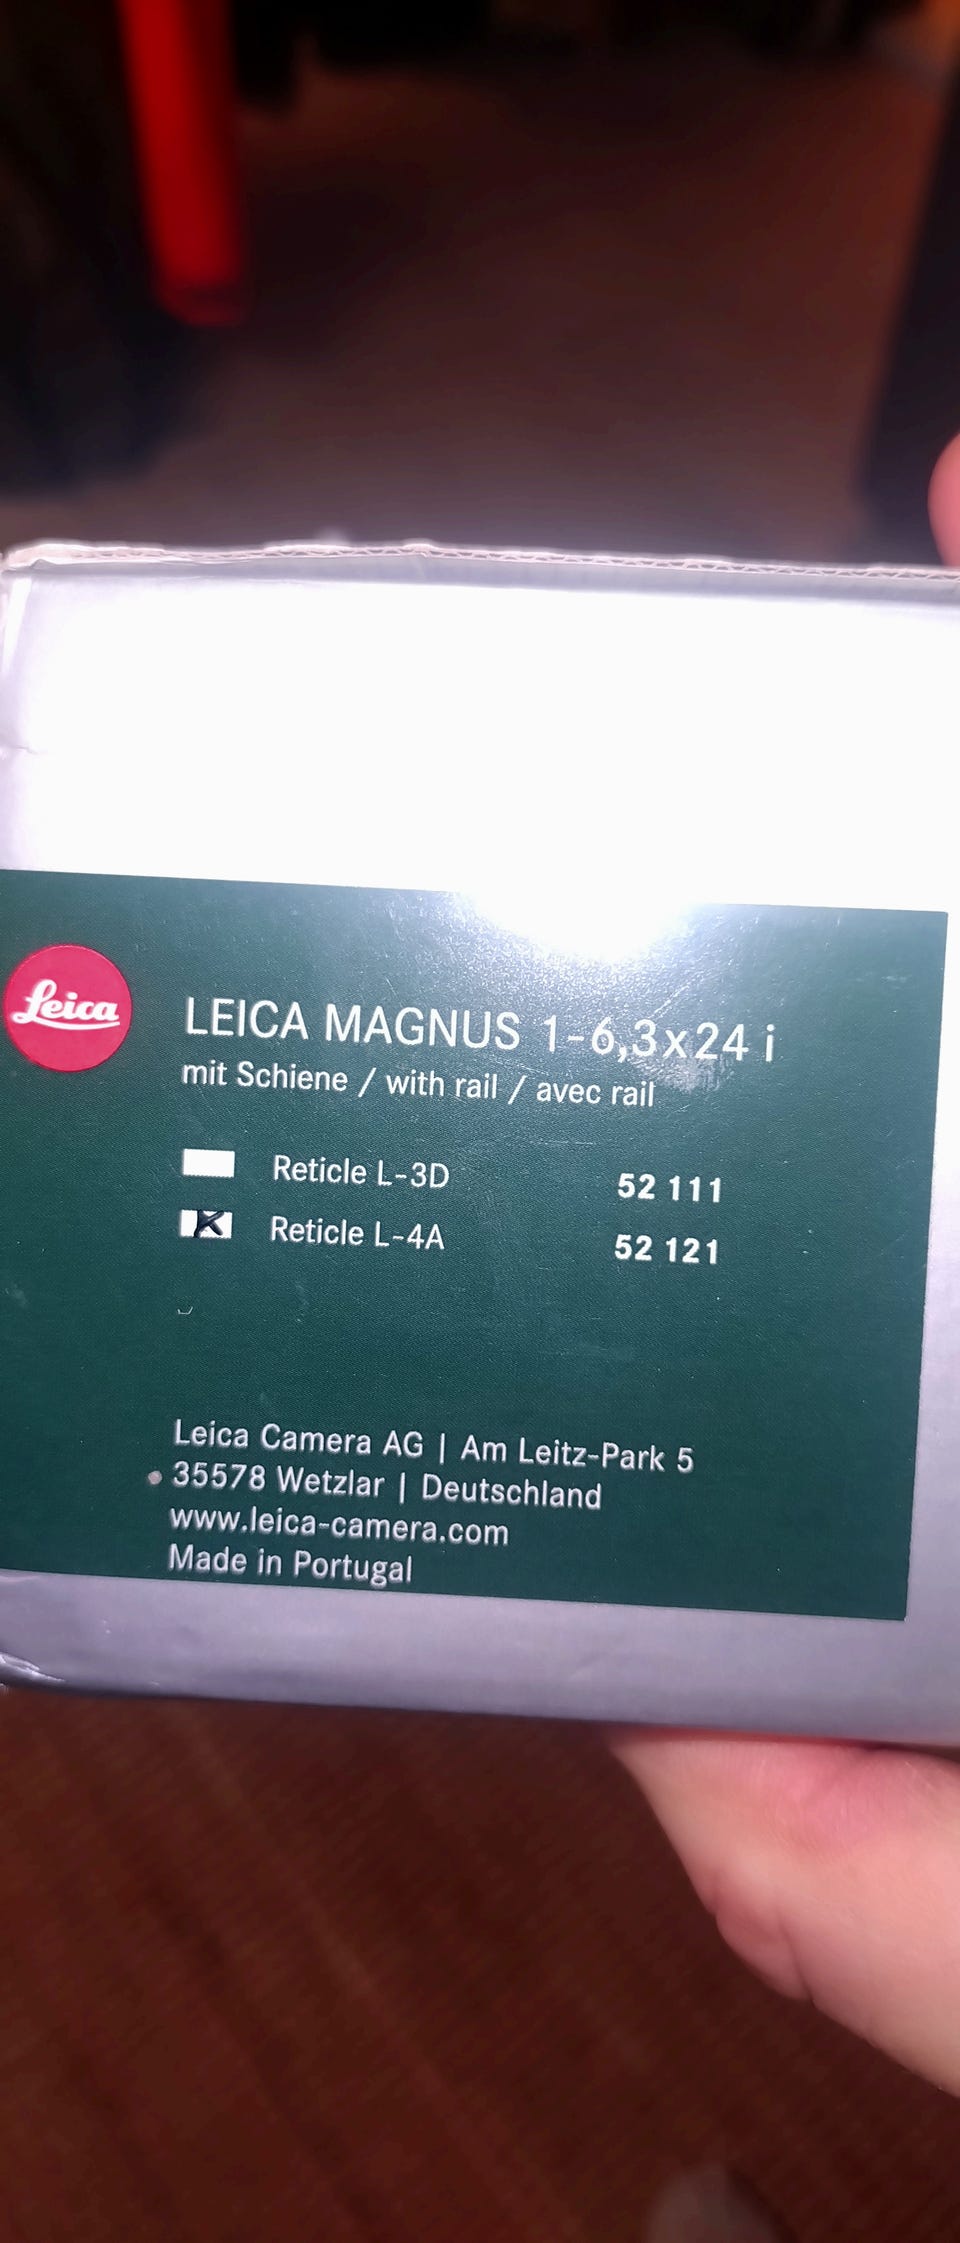 Leica
LEICA MAGNUS 1-6,3x24 i
mit Schiene / with rail / avec rail
Reticle L-3D 52 111
Reticle L-4A 52 121
Leica Camera AG | Am Leitz-Park 5
35578 Wetzlar | Deutschland
www.leica-camera.com
Made in Portugal